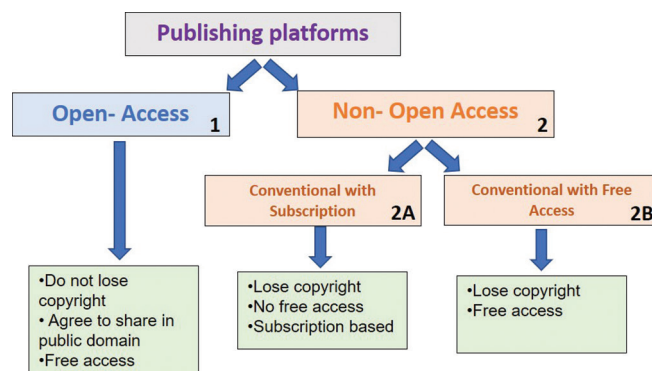 Publishing platforms
Open- Access
1
Non- Open Access
2
Conventional with
Subscription
2A
Conventional with Free
Access
2B
•Do not lose
copyright
• Agree to share in
public domain
•Free access
•Lose copyright
•No free access
•Subscription based
•Lose copyright
•Free access